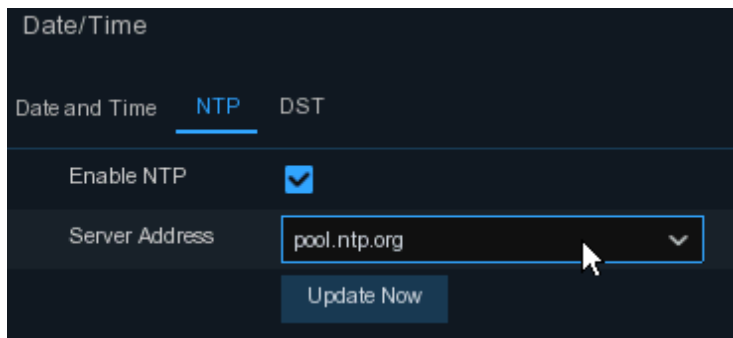 Date/Time
Date and Time NTP DST
Enable NTP
Server Address pool.ntp.org
Update Now